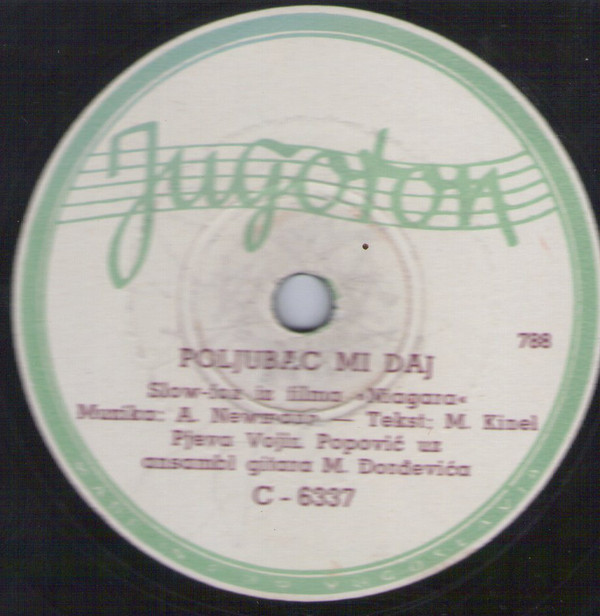 Jugoton
788
POLJUBAC MI DAJ
Slow-fox iz filma »Niagara«
Muzika: A. Newman — Tekst: M. Kinel
Pjeva Vojin Popović uz
ansambl gitara M. Đorđevića
C - 6337